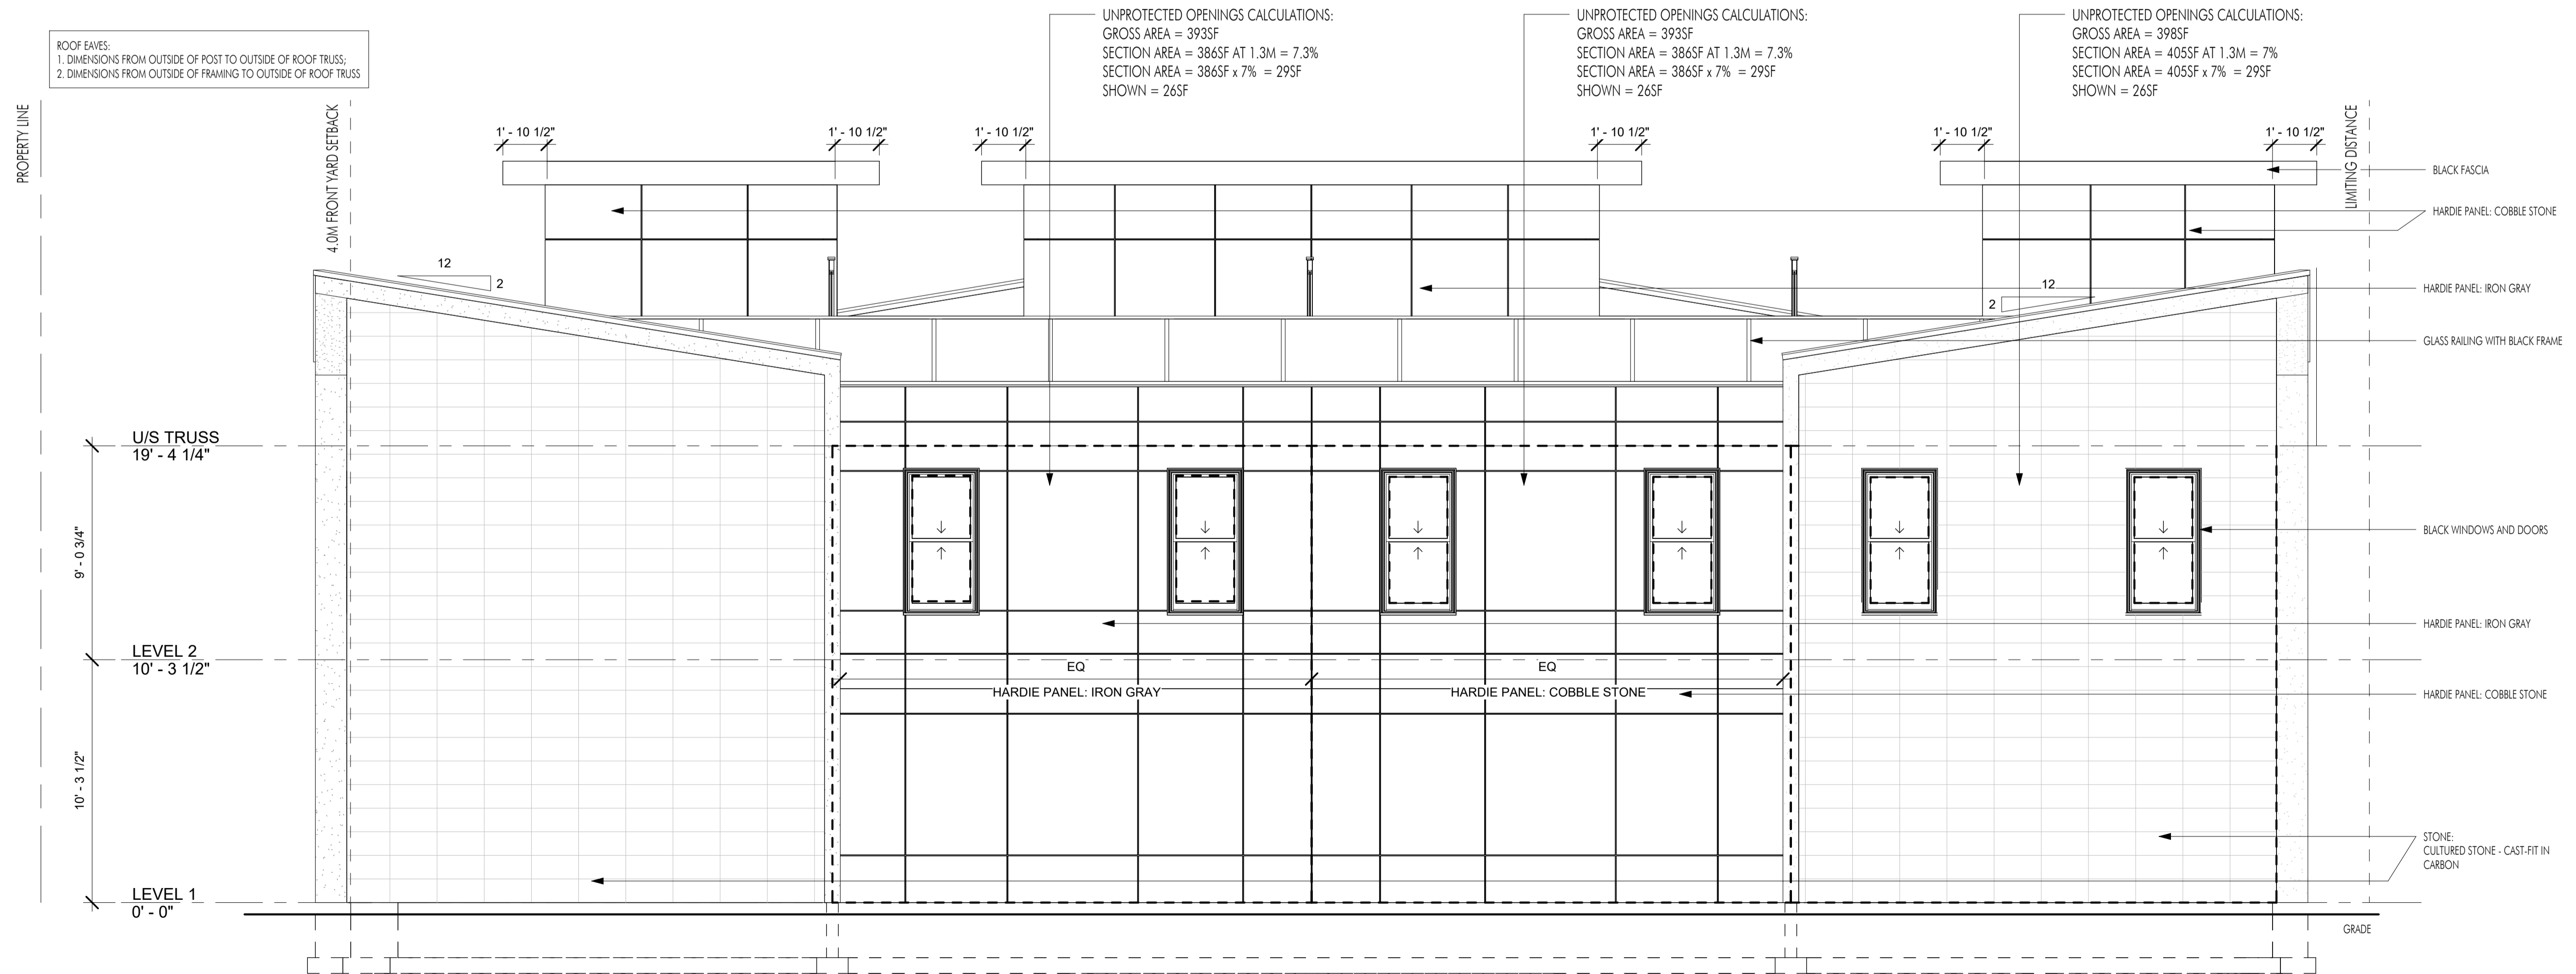 ROOF EAVES:
1. DIMENSIONS FROM OUTSIDE OF POST TO OUTSIDE OF ROOF TRUSS;
2. DIMENSIONS FROM OUTSIDE OF FRAMING TO OUTSIDE OF ROOF TRUSS
UNPROTECTED OPENINGS CALCULATIONS:
GROSS AREA = 393SF
SECTION AREA = 386SF AT 1.3M = 7.3%
SECTION AREA = 386SF x 7% = 29SF
SHOWN = 26SF
UNPROTECTED OPENINGS CALCULATIONS:
GROSS AREA = 393SF
SECTION AREA = 386SF AT 1.3M = 7.3%
SECTION AREA = 386SF x 7% = 29SF
SHOWN = 26SF
UNPROTECTED OPENINGS CALCULATIONS:
GROSS AREA = 398SF
SECTION AREA = 405SF AT 1.3M = 7%
SECTION AREA = 405SF x 7% = 29SF
SHOWN = 26SF
PROPERTY LINE
4.0M FRONT YARD SETBACK
1' - 10 1/2"
1' - 10 1/2"
1' - 10 1/2"
1' - 10 1/2"
1' - 10 1/2"
1' - 10 1/2"
LIMITING DISTANCE
BLACK FASCIA
HARDIE PANEL: COBBLE STONE
12
2
12
2
HARDIE PANEL: IRON GRAY
GLASS RAILING WITH BLACK FRAME
U/S TRUSS
19' - 4 1/4"
9' - 0 3/4"
BLACK WINDOWS AND DOORS
HARDIE PANEL: IRON GRAY
LEVEL 2
10' - 3 1/2"
EQ
EQ
HARDIE PANEL: IRON GRAY
HARDIE PANEL: COBBLE STONE
HARDIE PANEL: COBBLE STONE
10' - 3 1/2"
STONE:
CULTURED STONE - CAST-FIT IN
CARBON
LEVEL 1
0' - 0"
GRADE